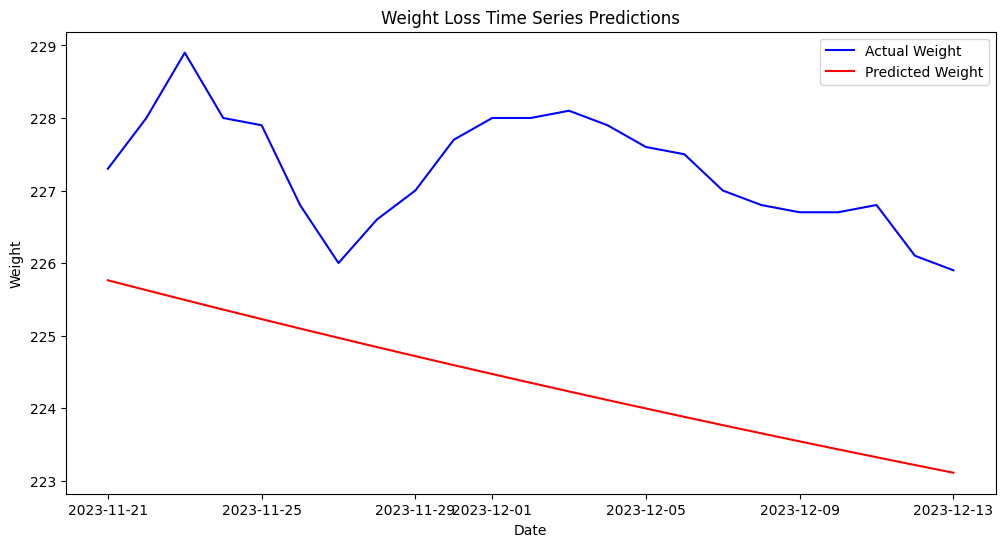 Weight Loss Time Series Predictions
Actual Weight
Predicted Weight
229
228
227
226
225
224
223
Weight
2023-11-21
2023-11-25
2023-11-29
2023-12-01
2023-12-05
2023-12-09
2023-12-13
Date